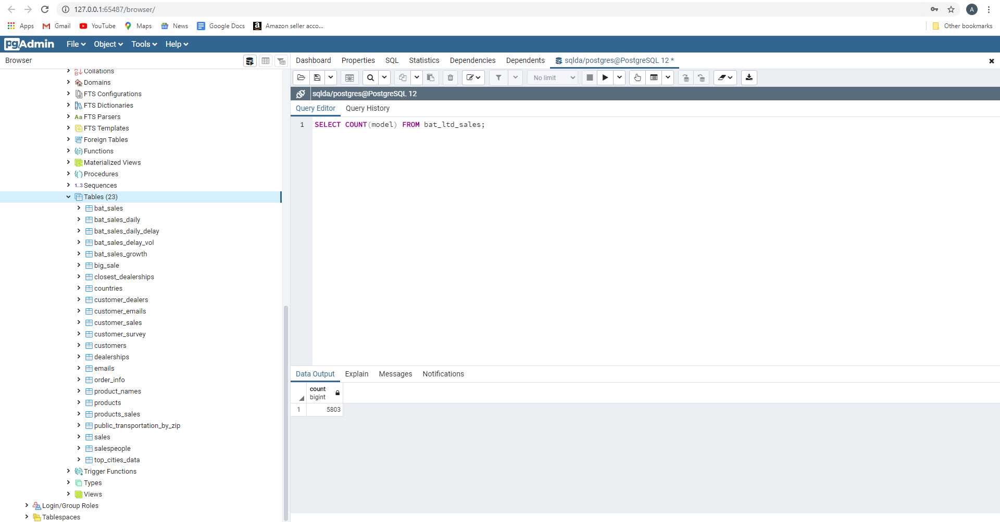 127.0.0.1:65487/browser/
A
Apps Gmail YouTube Maps News Google Docs Amazon seller acco... Other bookmarks
pgAdmin File Object Tools Help
Browser
Dashboard Properties SQL Statistics Dependencies Dependents sqlda/postgres@PostgreSQL 12 *
No limit
sqlda/postgres@PostgreSQL 12
Query Editor Query History
1 SELECT COUNT(model) FROM bat_ltd_sales;
Collations
Domains
FTS Configurations
FTS Dictionaries
Aa FTS Parsers
FTS Templates
Foreign Tables
Functions
Materialized Views
Procedures
1..3 Sequences
Tables (23)
bat_sales
bat_sales_daily
bat_sales_daily_delay
bat_sales_delay_vol
bat_sales_growth
big_sale
closest_dealerships
countries
customer_dealers
customer_emails
customer_sales
customer_survey
customers
dealerships
emails
order_info
product_names
products
products_sales
public_transportation_by_zip
sales
salespeople
top_cities_data
Trigger Functions
Types
Views
Login/Group Roles
Tablespaces
Data Output Explain Messages Notifications
count
bigint
1 5803